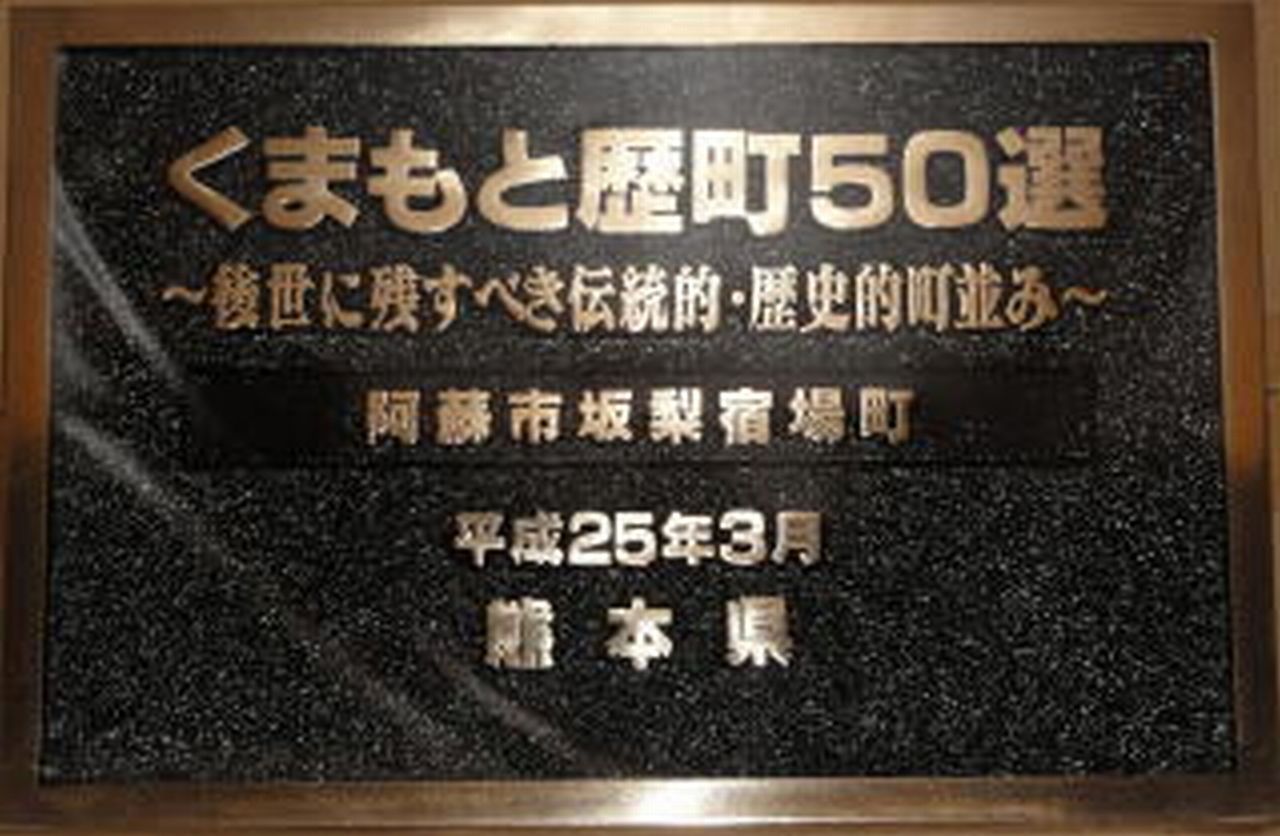 くまもと歴町50選
～後世に残すべき伝統的・歴史的町並み～
阿蘇市坂梨宿場町
平成25年3月
熊本県